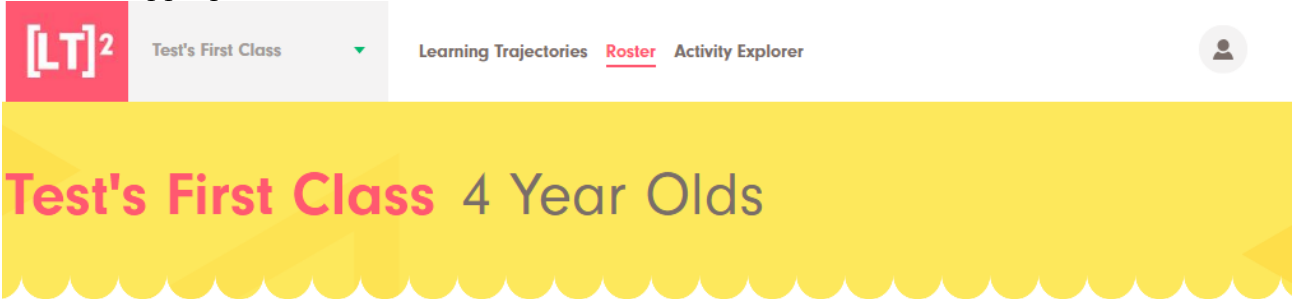 [LT]²
Test's First Class
Learning Trajectories Roster Activity Explorer
Test's First Class 4 Year Olds